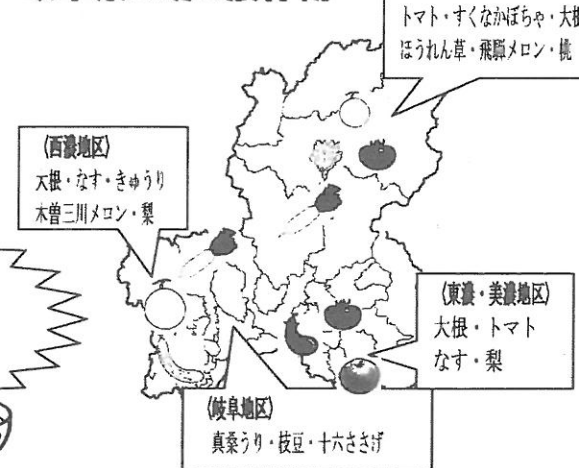 トマト・すくなかぼちゃ・大根
ほうれん草・飛騨メロン・桃
(西濃地区)
大根・なす・きゅうり
木曽三川メロン・梨
(東濃・美濃地区)
大根・トマト
なす・梨
(岐阜地区)
真桑うり・枝豆・十六ささげ